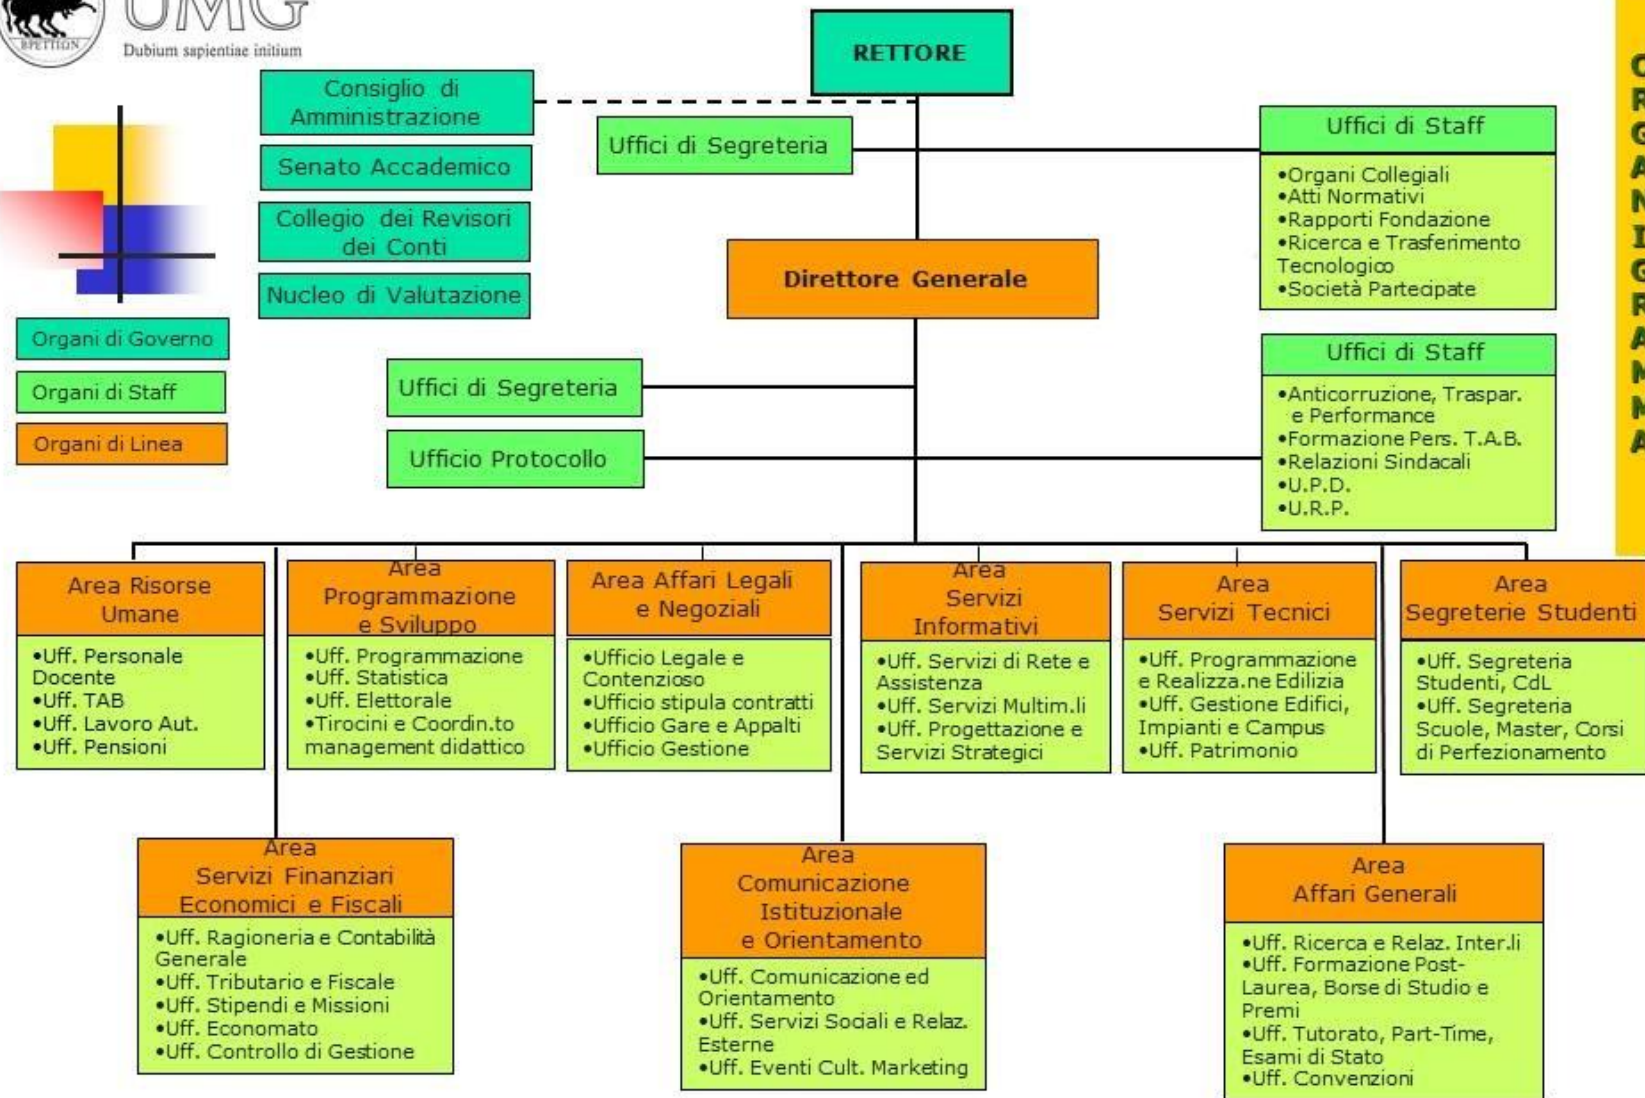 UMG
Dubium sapientiae initium
RETTORE
Consiglio di
Amministrazione
Senato Accademico
Collegio dei Revisori
dei Conti
Nucleo di Valutazione
Uffici di Segreteria
Uffici di Staff
•Organi Collegiali
•Atti Normativi
•Rapporti Fondazione
•Ricerca e Trasferimento
Tecnologico
•Società Partecipate
Direttore Generale
Organi di Governo
Organi di Staff
Organi di Linea
Uffici di Segreteria
Ufficio Protocollo
Uffici di Staff
•Anticorruzione, Traspar.
e Performance
•Formazione Pers. T.A.B.
•Relazioni Sindacali
•U.P.D.
•U.R.P.
O
R
G
A
N
I
G
R
A
M
M
A
Area Risorse
Umane
•Uff. Personale
Docente
•Uff. TAB
•Uff. Lavoro Aut.
•Uff. Pensioni
Area
Programmazione
e Sviluppo
•Uff. Programmazione
•Uff. Statistica
•Uff. Elettorale
•Tirocini e Coordin.to
management didattico
Area Affari Legali
e Negoziali
•Ufficio Legale e
Contenzioso
•Ufficio stipula contratti
•Ufficio Gare e Appalti
•Ufficio Gestione
Area
Servizi
Informativi
•Uff. Servizi di Rete e
Assistenza
•Uff. Servizi Multim.li
•Uff. Progettazione e
Servizi Strategici
Area
Servizi Tecnici
•Uff. Programmazione
e Realizza.ne Edilizia
•Uff. Gestione Edifici,
Impianti e Campus
•Uff. Patrimonio
Area
Segreterie Studenti
•Uff. Segreteria
Studenti, CdL
•Uff. Segreteria
Scuole, Master, Corsi
di Perfezionamento
Area
Servizi Finanziari
Economici e Fiscali
•Uff. Ragioneria e Contabilità
Generale
•Uff. Tributario e Fiscale
•Uff. Stipendi e Missioni
•Uff. Economato
•Uff. Controllo di Gestione
Area
Comunicazione
Istituzionale
e Orientamento
•Uff. Comunicazione ed
Orientamento
•Uff. Servizi Sociali e Relaz.
Esterne
•Uff. Eventi Cult. Marketing
Area
Affari Generali
•Uff. Ricerca e Relaz. Inter.li
•Uff. Formazione Post-
Laurea, Borse di Studio e
Premi
•Uff. Tutorato, Part-Time,
Esami di Stato
•Uff. Convenzioni